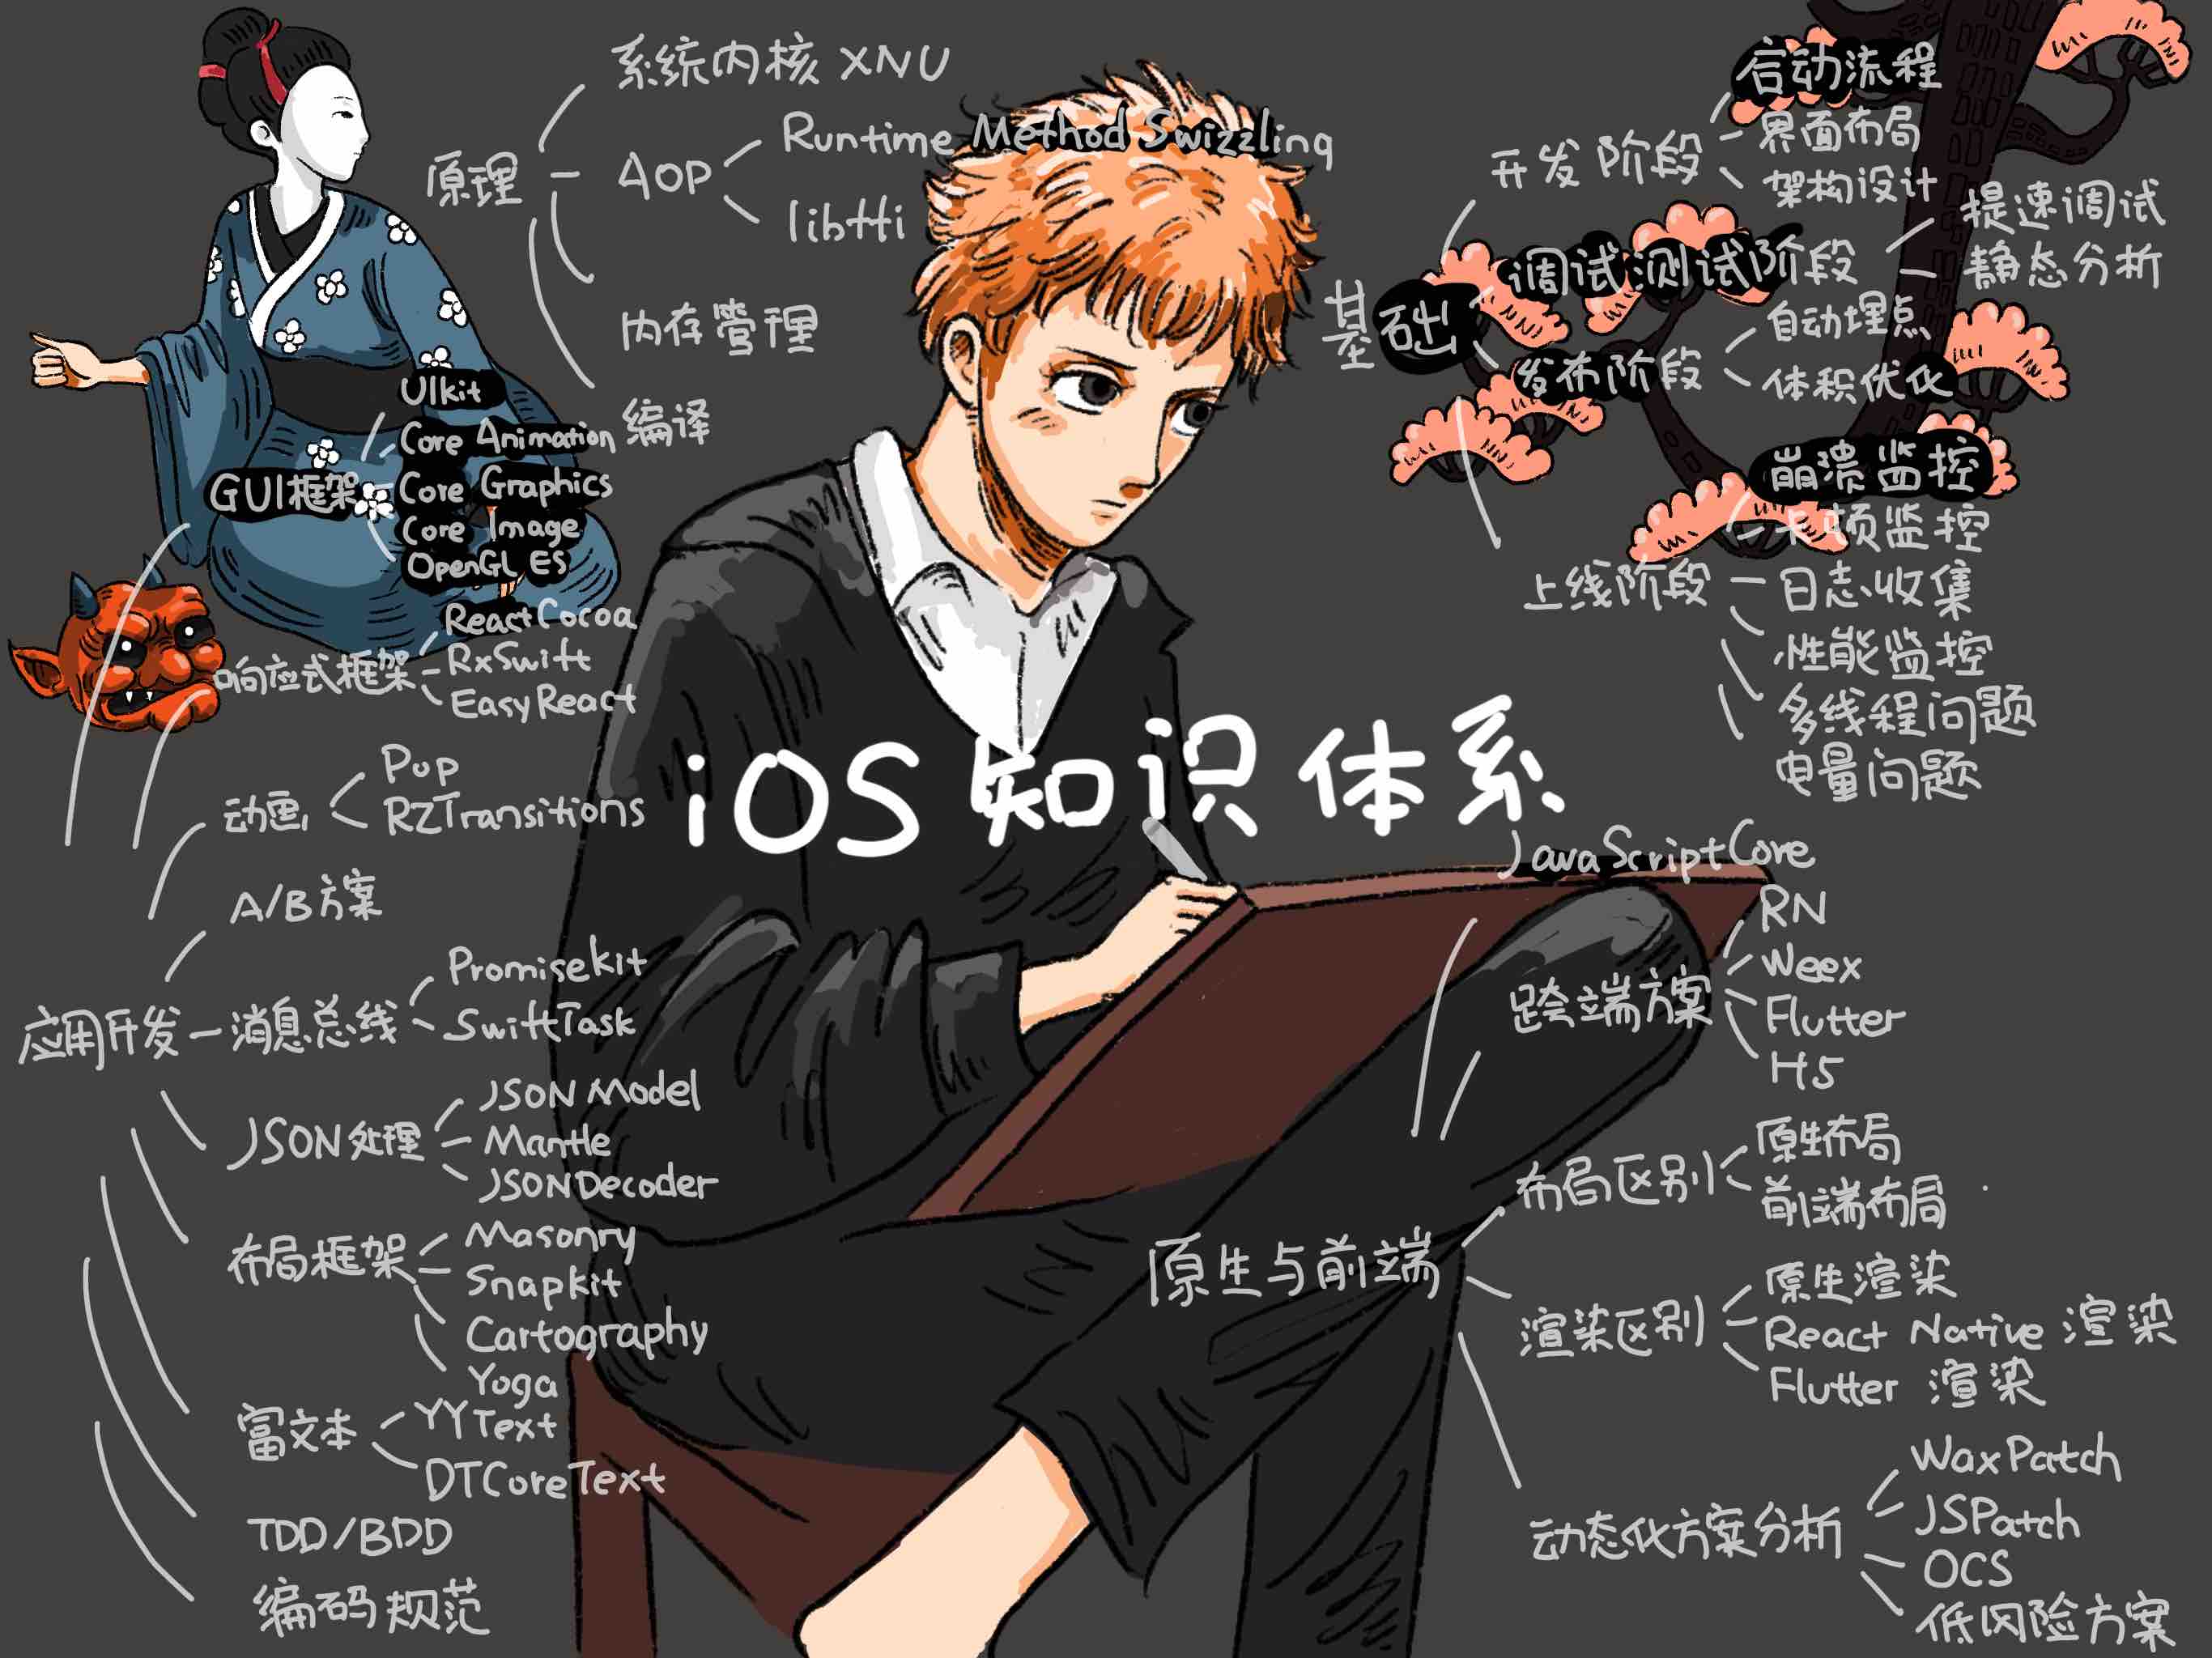 iOS知识体系
原理
系统内核 XNU
AOP
Runtime Method Swizzling
libffi
内存管理
编译
基础
开发阶段
启动流程
界面布局
架构设计
调试测试阶段
提速调试
静态分析
发布阶段
自动埋点
体积优化
上线阶段
崩溃监控
卡顿监控
日志收集
性能监控
多线程问题
电量问题
应用开发
GUI框架
UIkit
Core Animation
Core Graphics
Core Image
OpenGL ES
响应式框架
ReactCocoa
RxSwift
EasyReact
动画
Pop
RZTransitions
A/B方案
消息总线
PromiseKit
SwiftTask
JSON处理
JSONModel
Mantle
JSONDecoder
布局框架
Masonry
Snapkit
Cartography
Yoga
富文本
YYText
DTCoreText
TDD/BDD
编码规范
原生与前端
JavaScriptCore
跨端方案
RN
Weex
Flutter
H5
布局区别
原生布局
前端布局
渲染区别
原生渲染
React Native 渲染
Flutter 渲染
动态化方案分析
WaxPatch
JSPatch
OCS
低风险方案